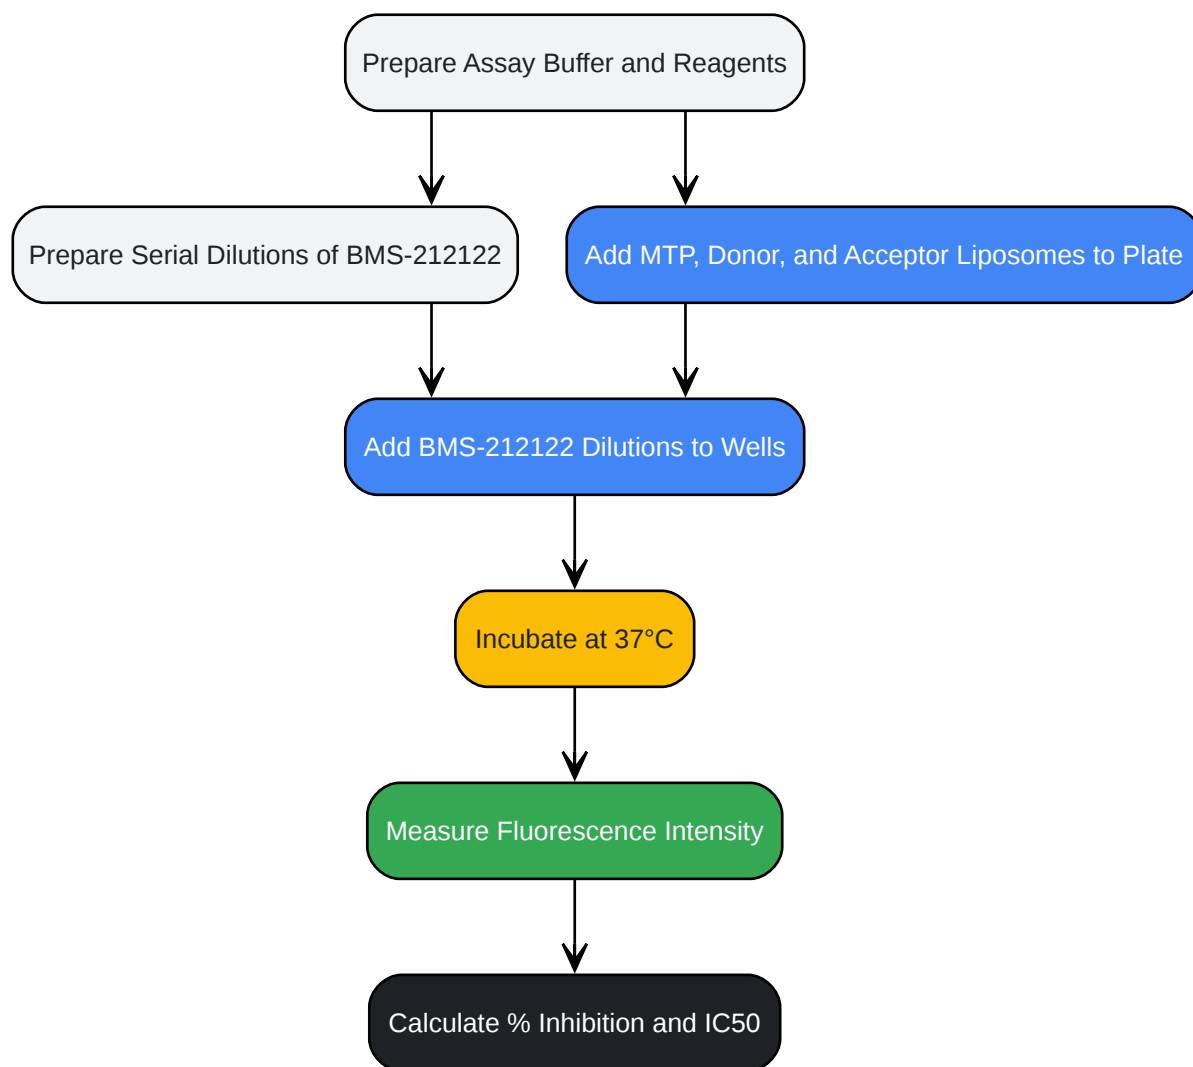 Prepare Assay Buffer and Reagents
Prepare Serial Dilutions of BMS-212122
Add MTP, Donor, and Acceptor Liposomes to Plate
Add BMS-212122 Dilutions to Wells
Incubate at 37°C
Measure Fluorescence Intensity
Calculate % Inhibition and IC50